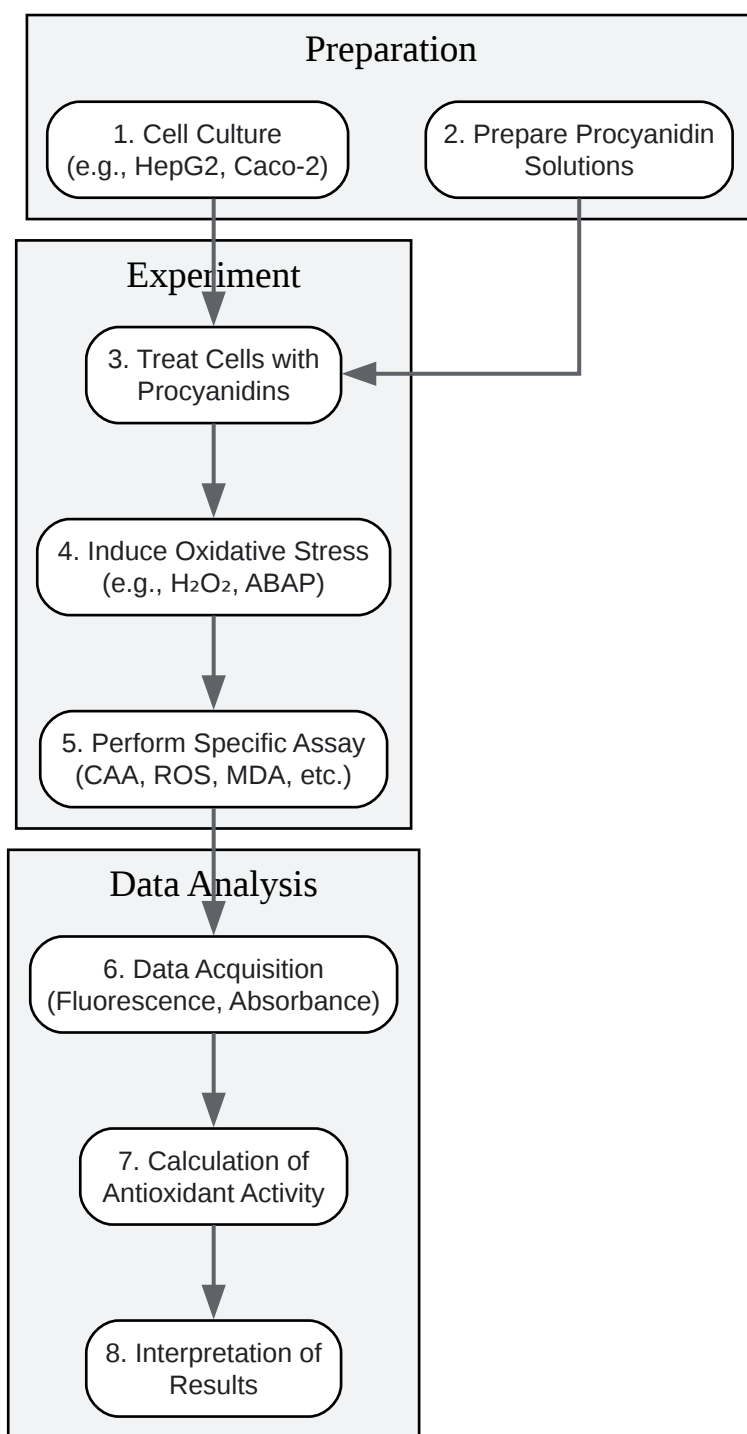 Preparation
1. Cell Culture
(e.g., HepG2, Caco-2)
2. Prepare Procyanidin
Solutions
Experiment
3. Treat Cells with
Procyanidins
4. Induce Oxidative Stress
(e.g., H₂O₂, ABAP)
5. Perform Specific Assay
(CAA, ROS, MDA, etc.)
Data Analysis
6. Data Acquisition
(Fluorescence, Absorbance)
7. Calculation of
Antioxidant Activity
8. Interpretation of
Results